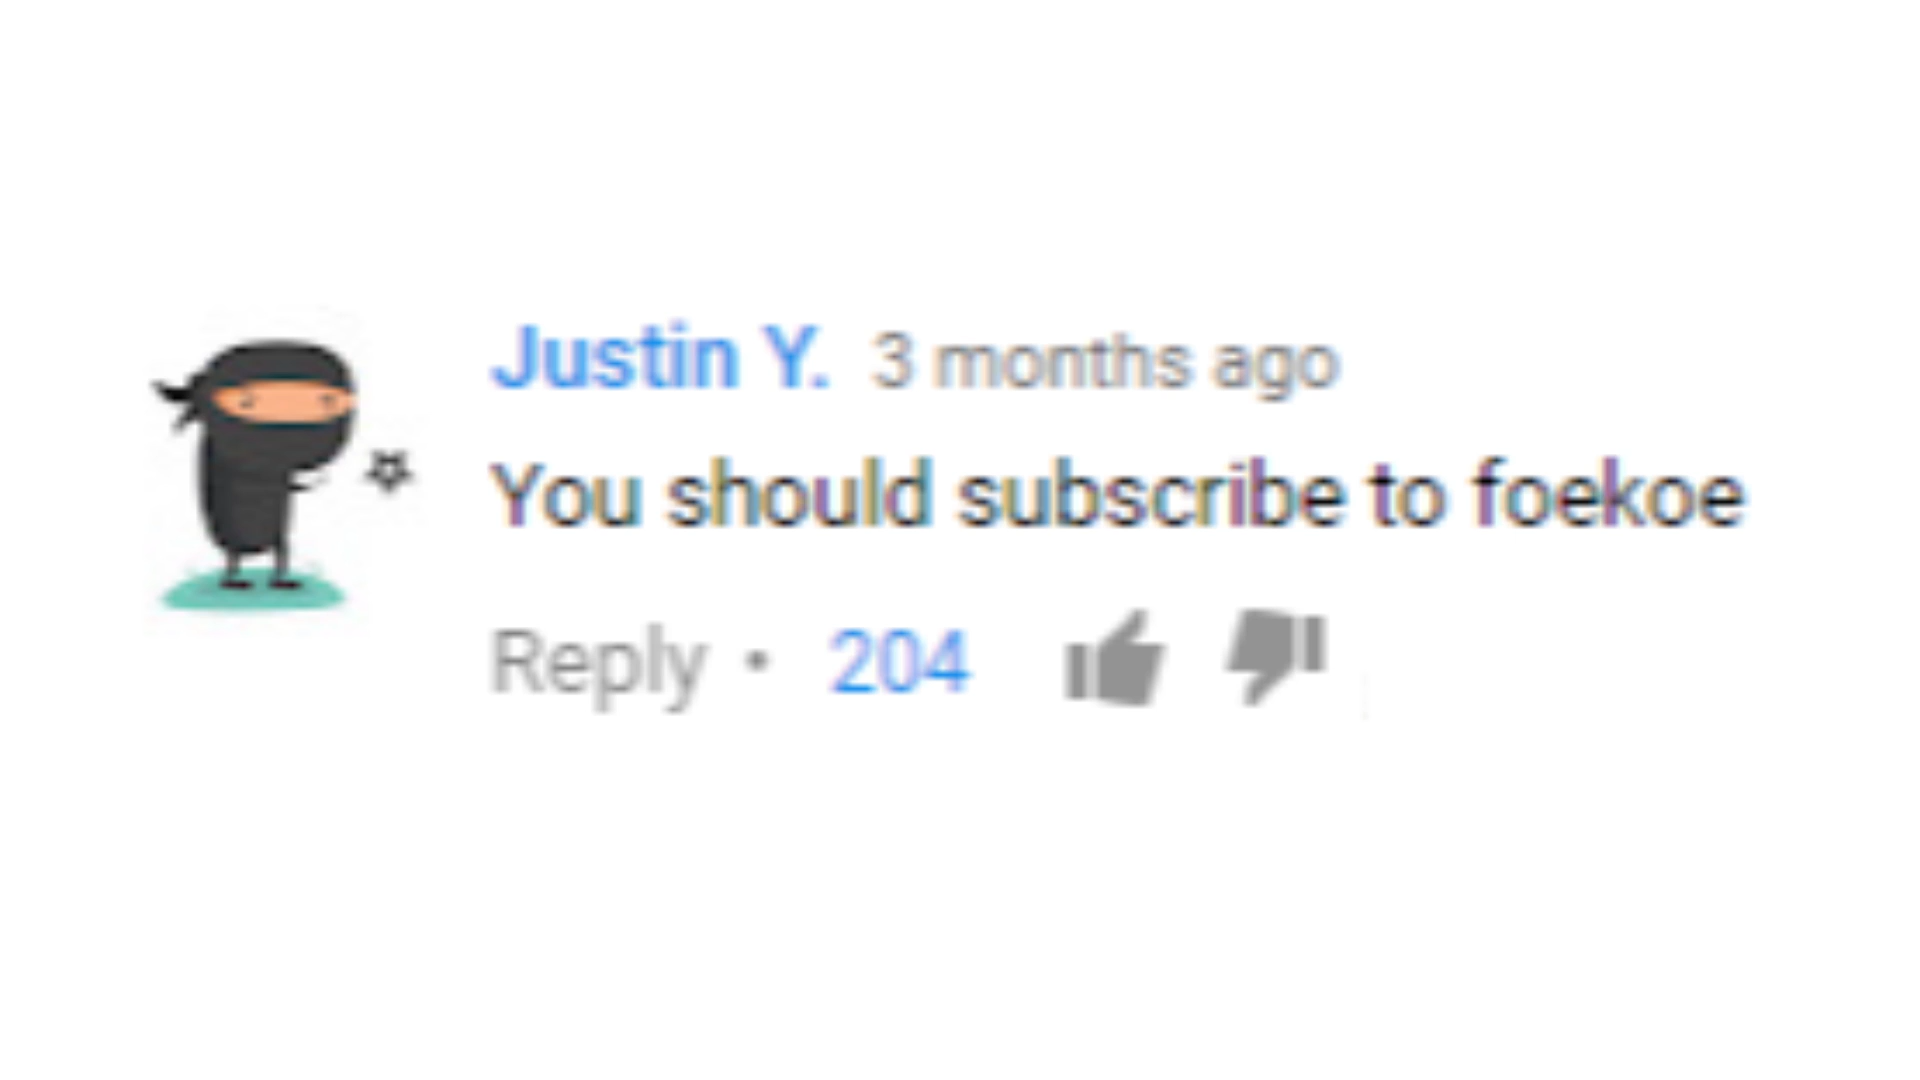 Justin Y. 3 months ago
You should subscribe to foekoe
Reply • 204